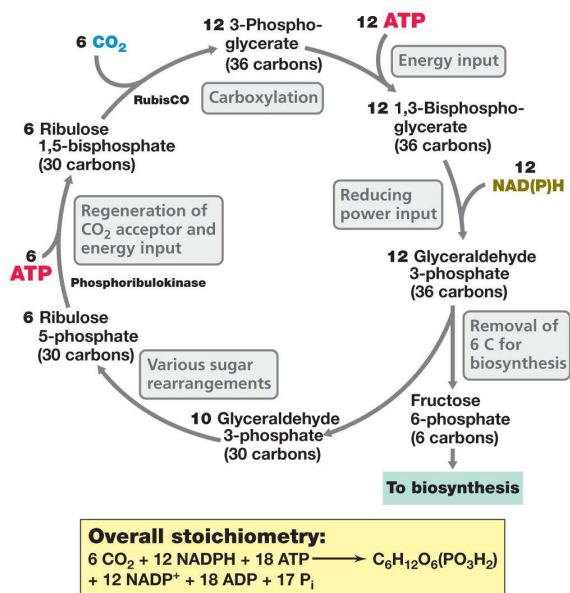 6 CO₂
12 3-Phospho-
glycerate
(36 carbons)
12 ATP
Energy input
RubisCO
Carboxylation
12 1,3-Bisphospho-
glycerate
(36 carbons)
6 Ribulose
1,5-bisphosphate
(30 carbons)
12
NAD(P)H
Reducing
power input
Regeneration of
CO₂ acceptor and
energy input
6
ATP
Phosphoribulokinase
12 Glyceraldehyde
3-phosphate
(36 carbons)
6 Ribulose
5-phosphate
(30 carbons)
Removal of
6 C for
biosynthesis
Various sugar
rearrangements
10 Glyceraldehyde
3-phosphate
(30 carbons)
Fructose
6-phosphate
(6 carbons)
To biosynthesis
Overall stoichiometry:
6 CO₂ + 12 NADPH + 18 ATP ⟶ C₆H₁₂O₆(PO₃H₂)
+ 12 NADP⁺ + 18 ADP + 17 Pᵢ